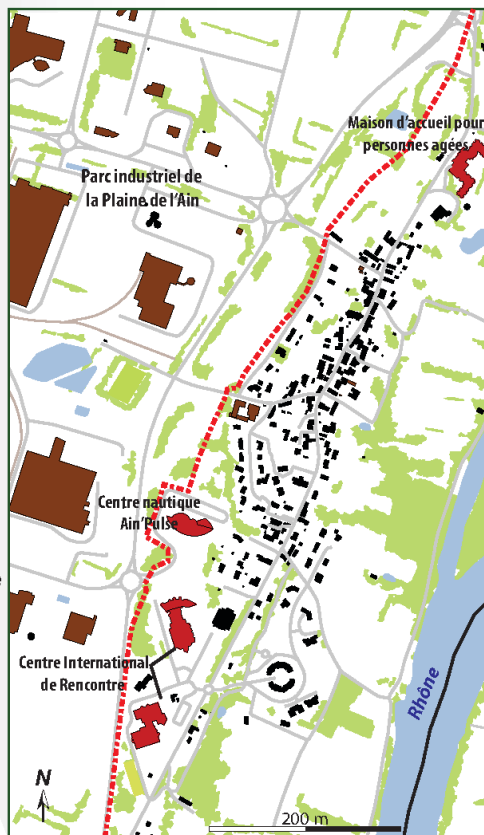 Maison d'accueil pour
personnes agées
Parc industriel de
la Plaine de l'Ain
Centre nautique
Ain'Pulse
Centre International
de Rencontre
Rhône
N
200 m